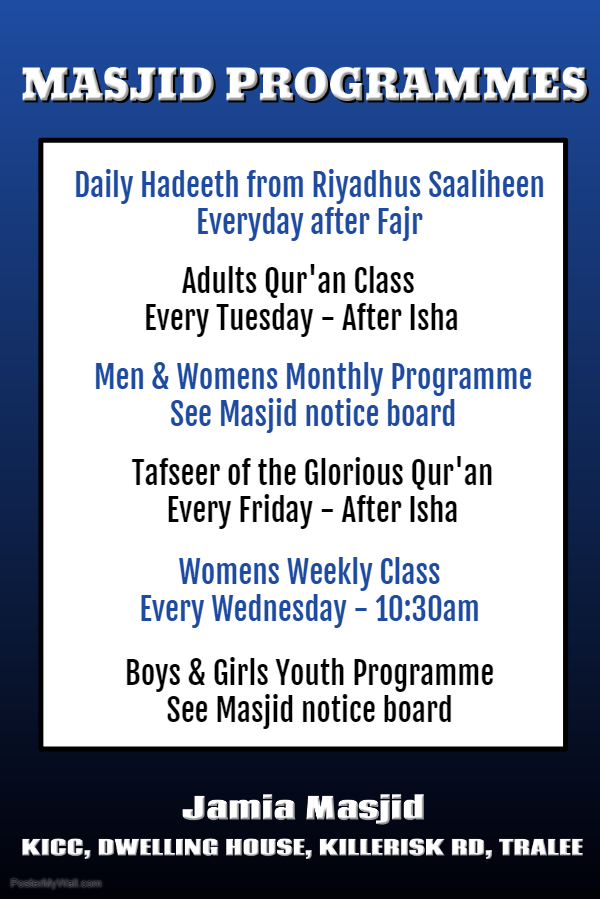 MASJID PROGRAMMES
Daily Hadeeth from Riyadhus Saaliheen
Everyday after Fajr
Adults Qur'an Class
Every Tuesday - After Isha
Men & Womens Monthly Programme
See Masjid notice board
Tafseer of the Glorious Qur'an
Every Friday - After Isha
Womens Weekly Class
Every Wednesday - 10:30am
Boys & Girls Youth Programme
See Masjid notice board
Jamia Masjid
KICC, DWELLING HOUSE, KILLERISK RD, TRALEE
PosterMyWall.com